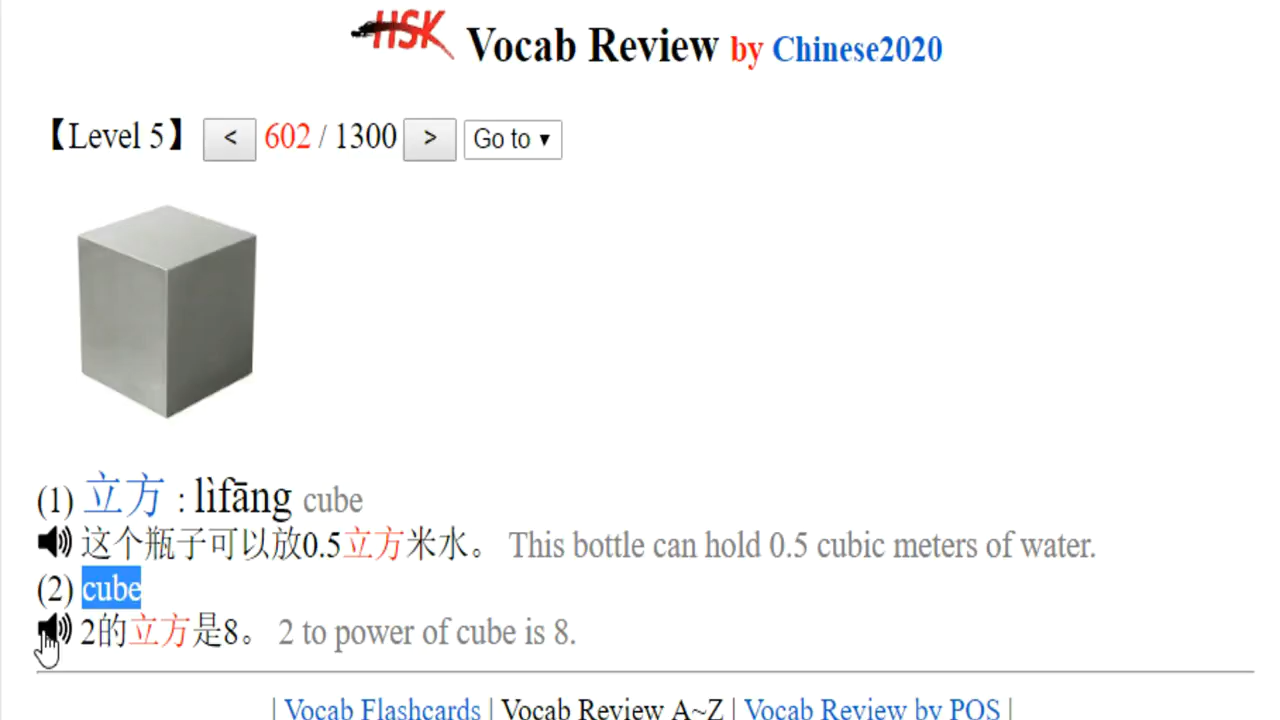 HSK Vocab Review by Chinese2020
【Level 5】 < 602 / 1300 > Go to ▾
(1) 立方 : lìfāng cube
这个瓶子可以放0.5立方米水。 This bottle can hold 0.5 cubic meters of water.
(2) cube
2的立方是8。 2 to power of cube is 8.
| Vocab Flashcards | Vocab Review A~Z | Vocab Review by POS |